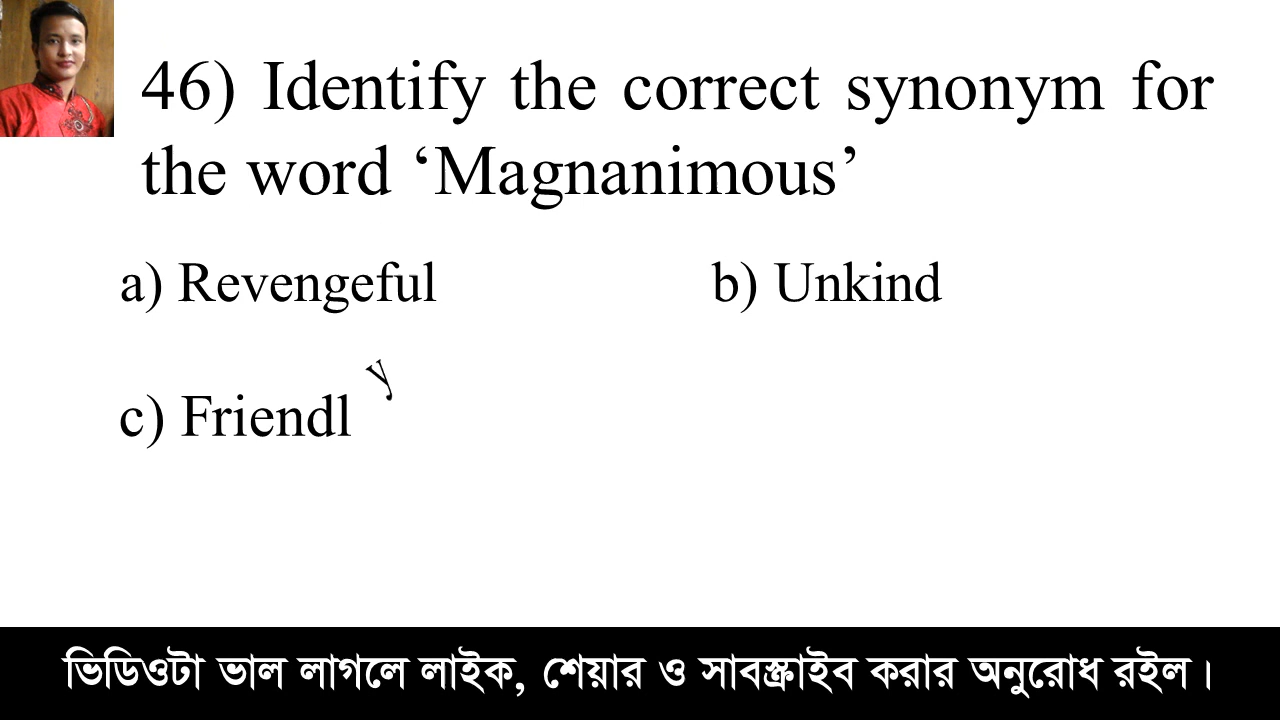 46) Identify the correct synonym for
the word ‘Magnanimous’
a) Revengeful b) Unkind
c) Friendly
ভিডিওটা ভাল লাগলে লাইক, শেয়ার ও সাবস্ক্রাইব করার অনুরোধ রইল।